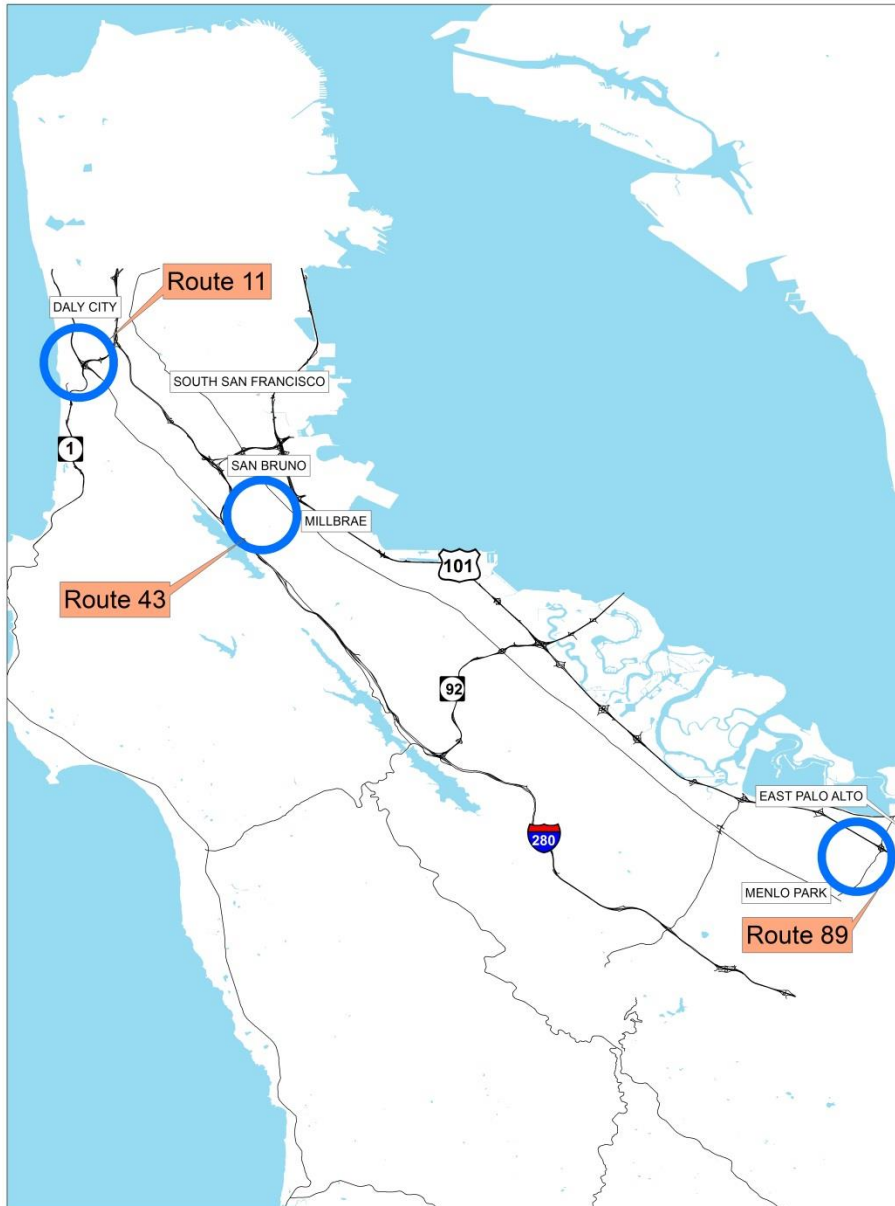 Route 11
DALY CITY
SOUTH SAN FRANCISCO
1
SAN BRUNO
MILLBRAE
101
Route 43
92
EAST PALO ALTO
280
MENLO PARK
Route 89